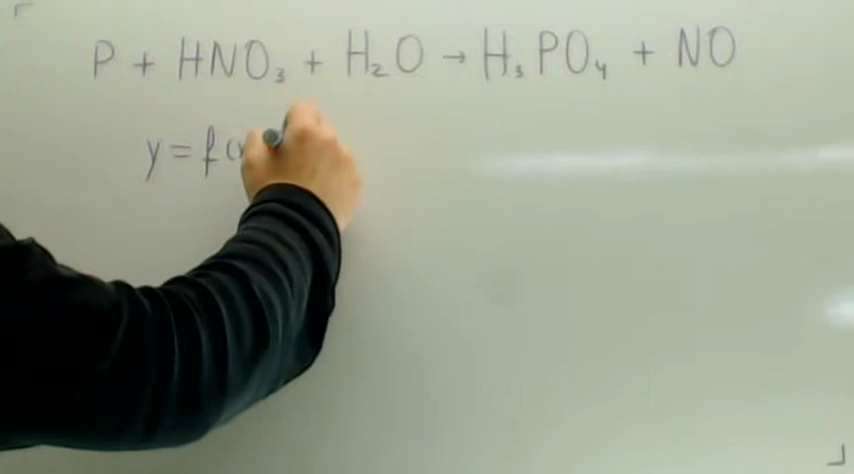 P + HNO₃ + H₂O → H₃PO₄ + NO
y = f(